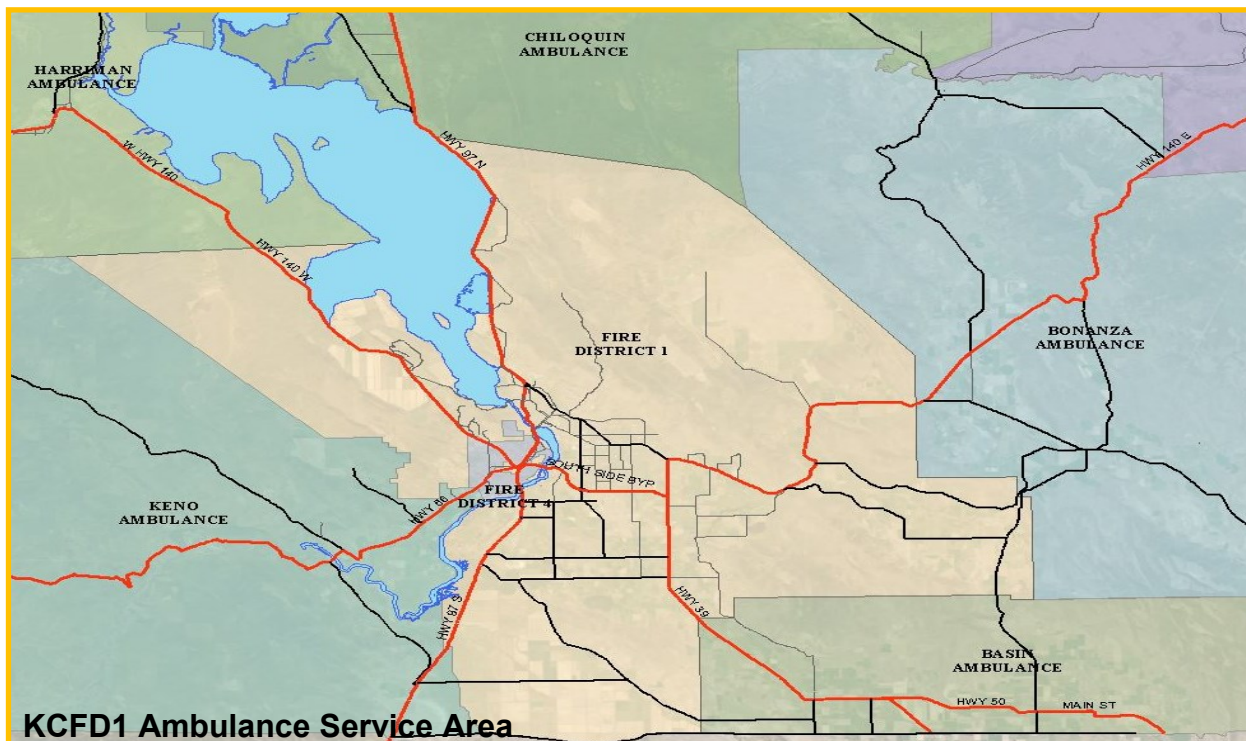 CHILOQUIN
AMBULANCE
HARRIMAN
AMBULANCE
HWY 97 N
W HWY 140
HWY 140 E
HWY 140 W
FIRE
DISTRICT 1
BONANZA
AMBULANCE
SOUTH SIDE BYP
FIRE
DISTRICT 4
KENO
AMBULANCE
HWY 66
HWY 97 S
HWY 39
BASIN
AMBULANCE
HWY 50
MAIN ST
KCFD1 Ambulance Service Area